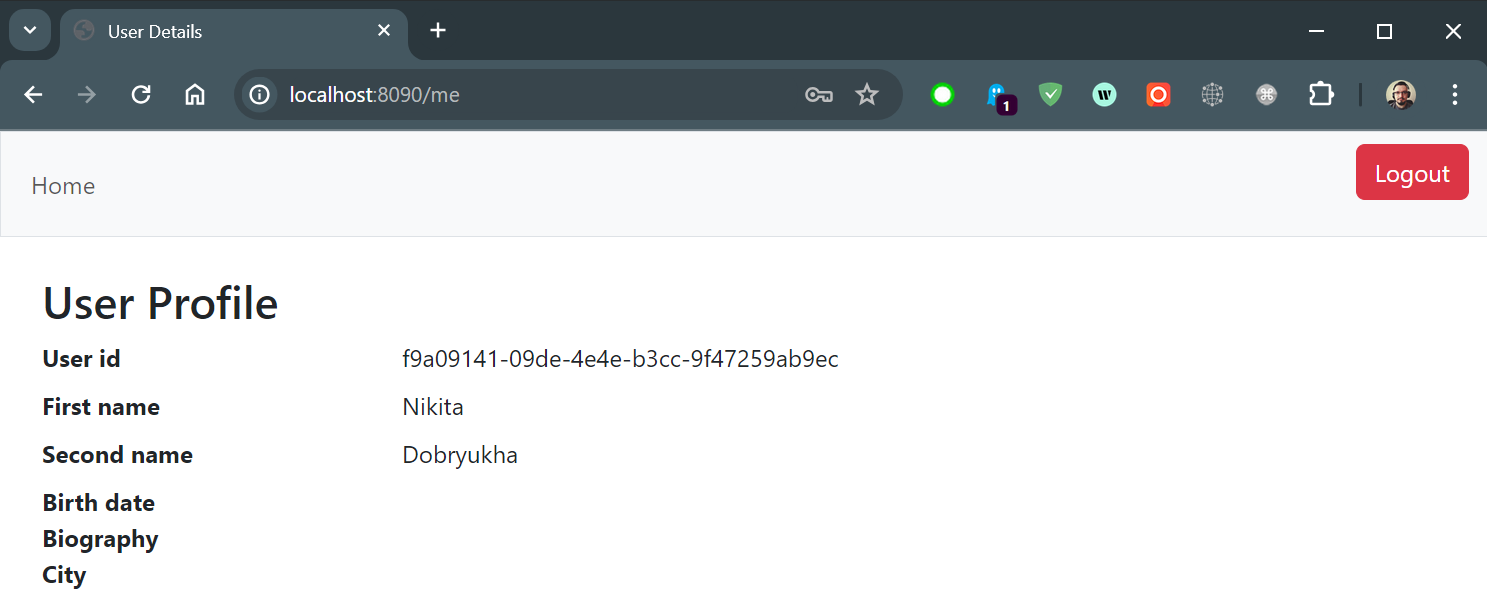 User Details
localhost:8090/me
1
Home
Logout
User Profile
User id f9a09141-09de-4e4e-b3cc-9f47259ab9ec
First name Nikita
Second name Dobryukha
Birth date
Biography
City